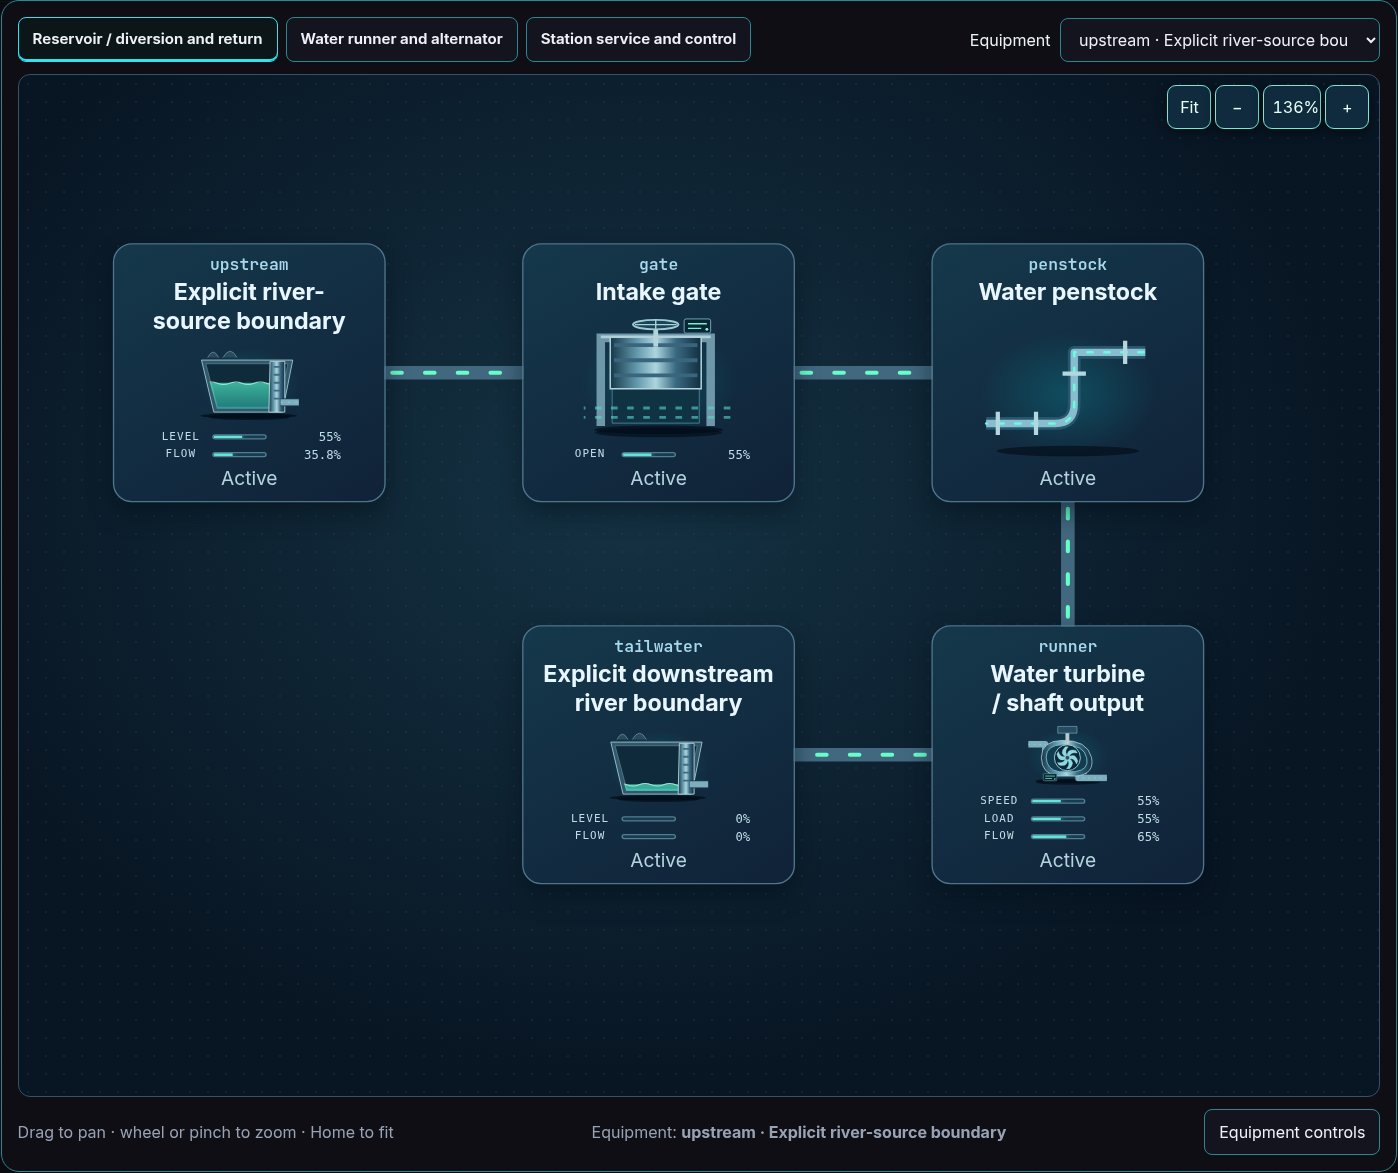 Reservoir / diversion and return
Water runner and alternator
Station service and control
Equipment
upstream · Explicit river-source bou
Fit
−
136%
+
upstream
Explicit river-
source boundary
LEVEL 55%
FLOW 35.8%
Active
gate
Intake gate
OPEN 55%
Active
penstock
Water penstock
Active
tailwater
Explicit downstream
river boundary
LEVEL 0%
FLOW 0%
Active
runner
Water turbine
/ shaft output
SPEED 55%
LOAD 55%
FLOW 65%
Active
Drag to pan · wheel or pinch to zoom · Home to fit
Equipment: upstream · Explicit river-source boundary
Equipment controls